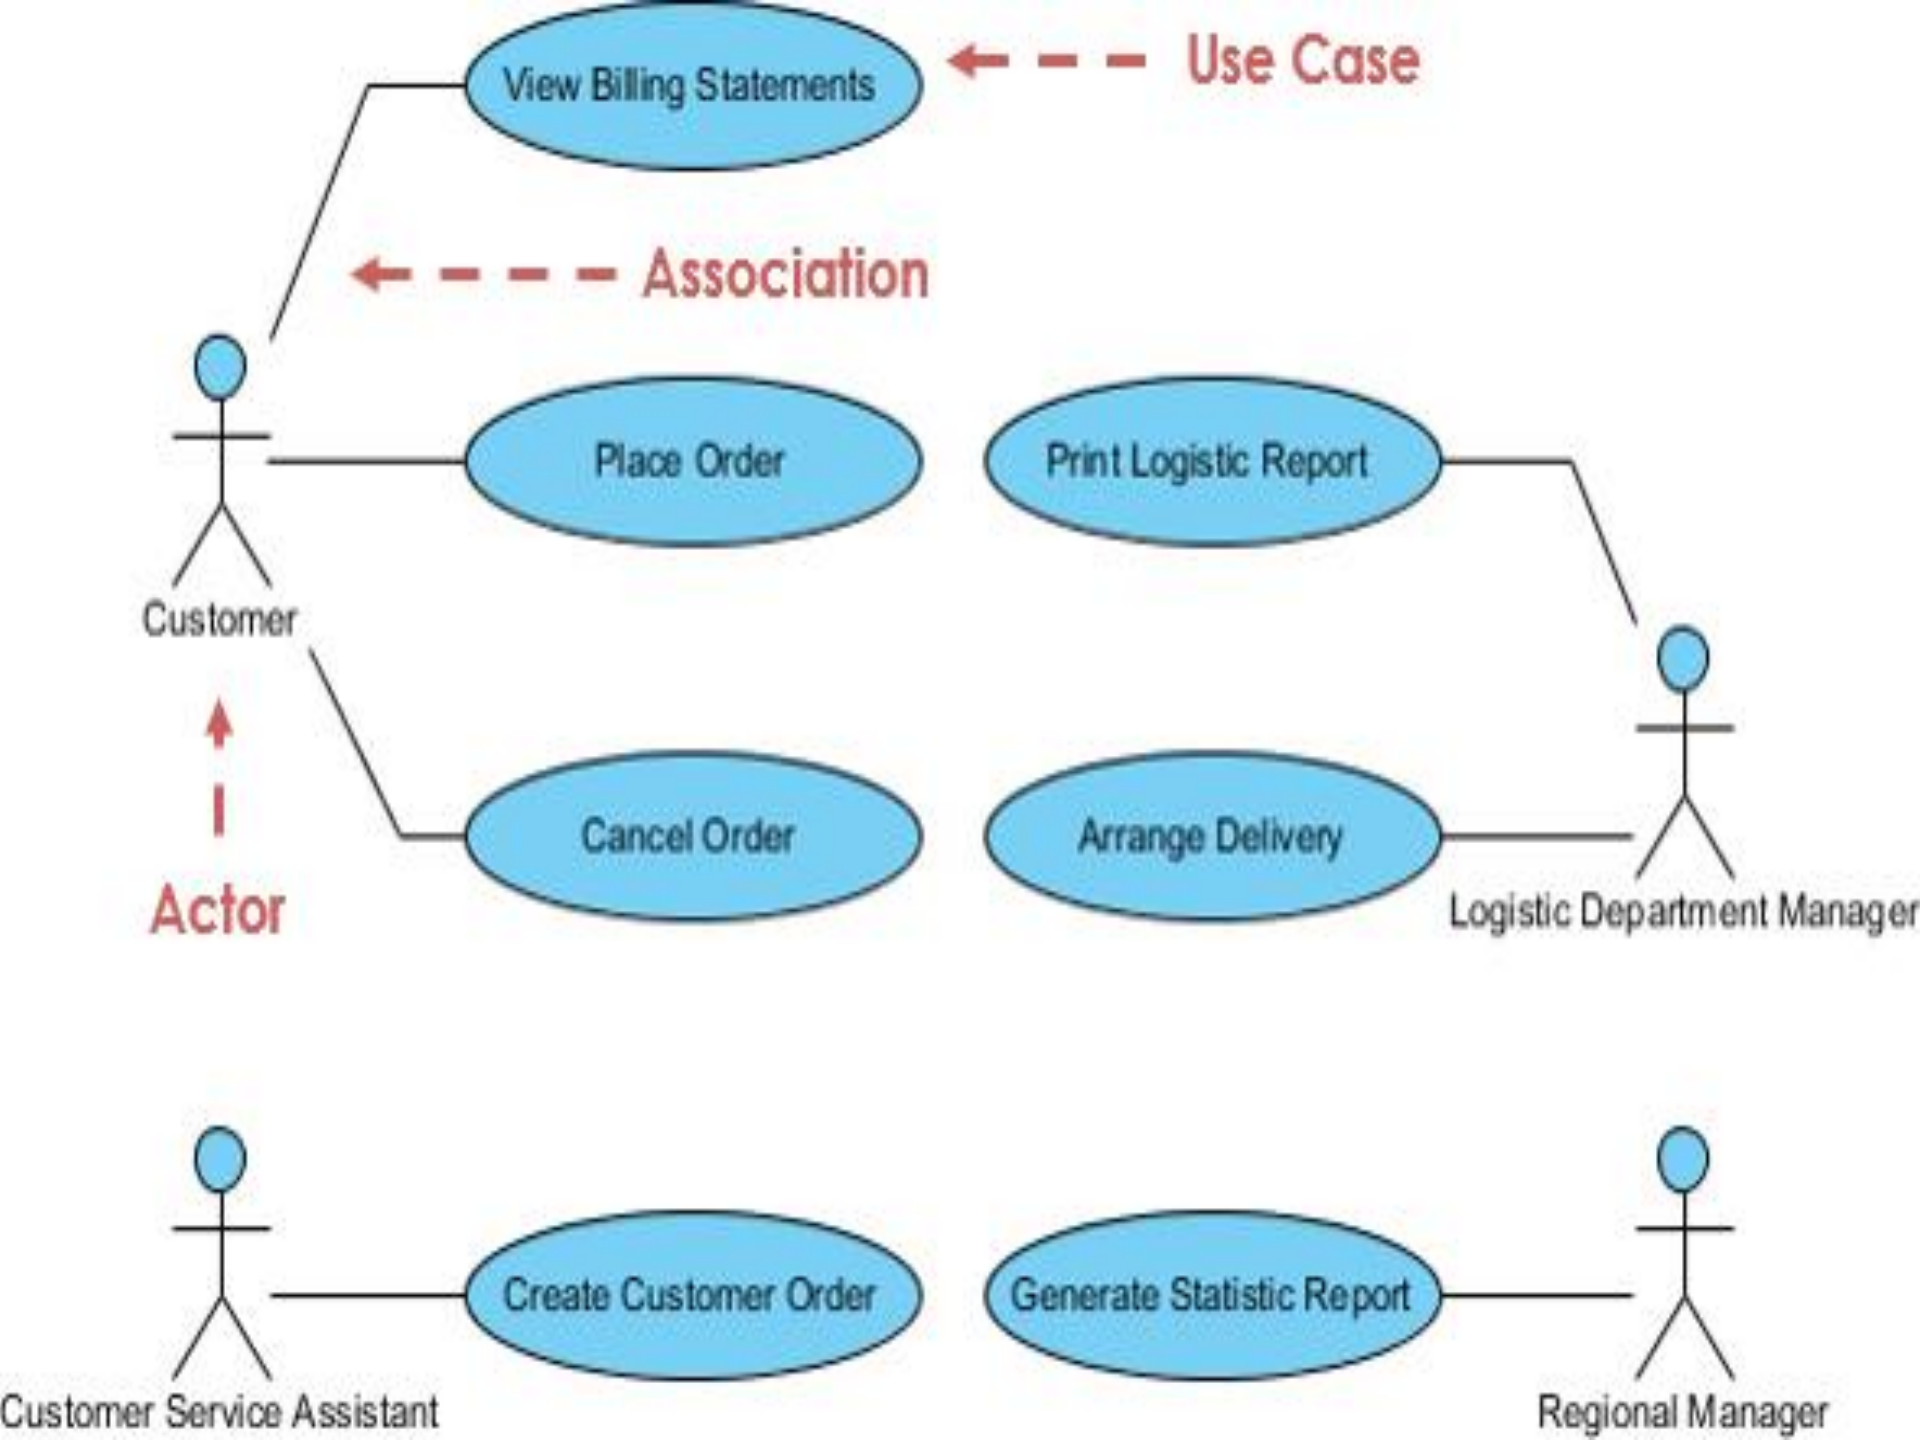 View Billing Statements
Use Case
Association
Place Order
Print Logistic Report
Customer
Cancel Order
Arrange Delivery
Actor
Logistic Department Manager
Create Customer Order
Generate Statistic Report
Customer Service Assistant
Regional Manager